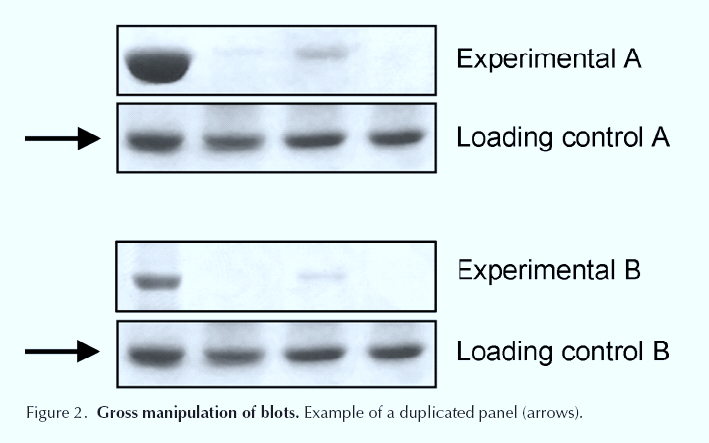 Experimental A
Loading control A
Experimental B
Loading control B
Figure 2. Gross manipulation of blots. Example of a duplicated panel (arrows).